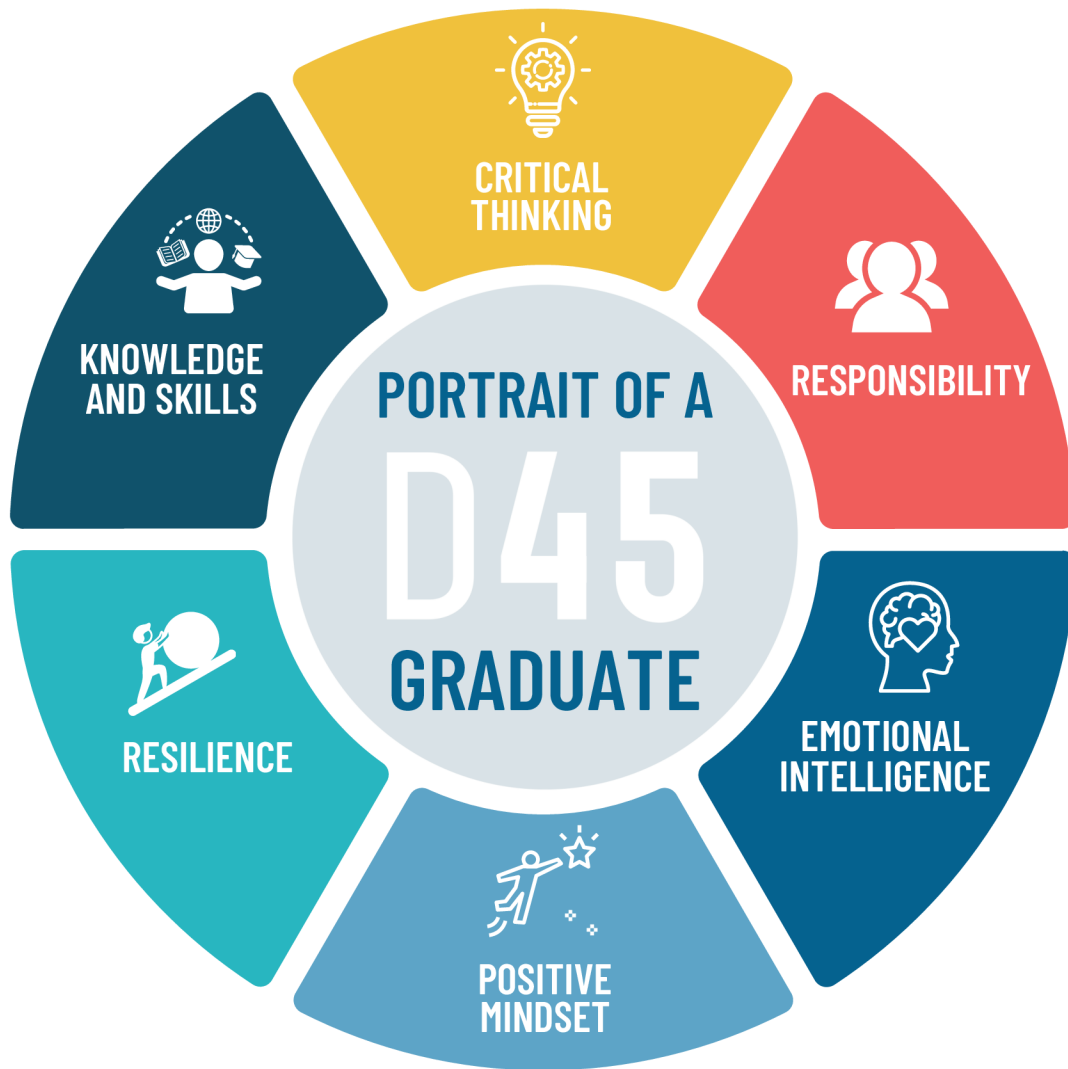 CRITICAL
THINKING
RESPONSIBILITY
EMOTIONAL
INTELLIGENCE
POSITIVE
MINDSET
RESILIENCE
KNOWLEDGE
AND SKILLS
PORTRAIT OF A
D45
GRADUATE